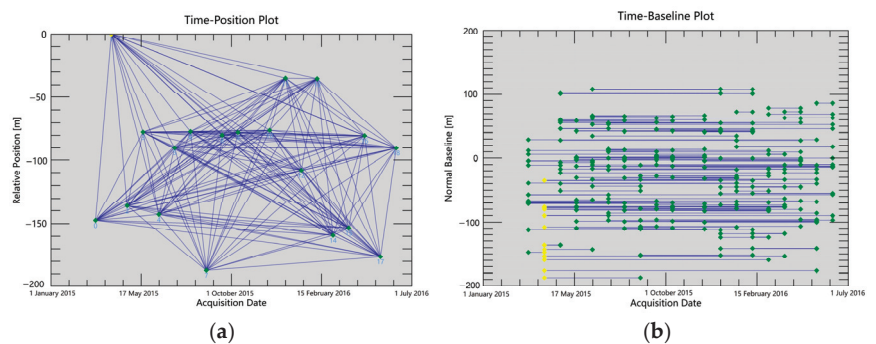 Time-Position Plot
0
−50
−100
−150
−200
Relative Position [m]
1 January 2015
17 May 2015
1 October 2015
15 February 2016
1 July 2016
Acquisition Date
(a)
Time-Baseline Plot
200
100
0
−100
−200
Normal Baseline [m]
1 January 2015
17 May 2015
1 October 2015
15 February 2016
1 July 2016
Acquisition Date
(b)